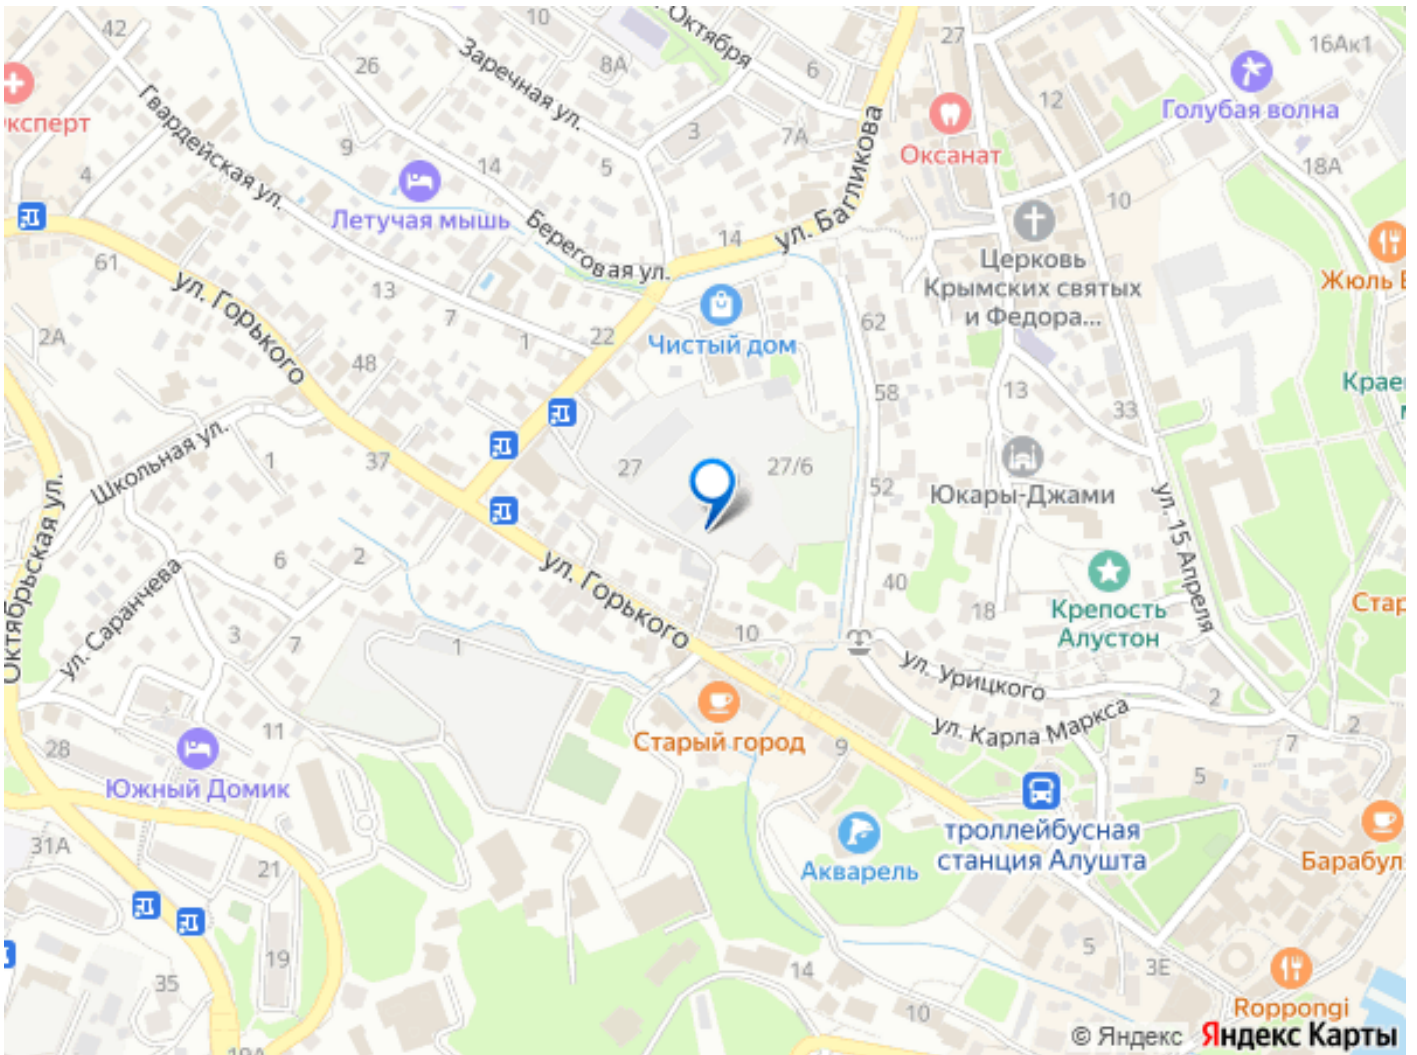 42
10
Октября
27
16Ак1
Заречная ул.
8А
6
26
12
Голубая волна
Эксперт
Гвардейская ул.
3
7А
ул. Багликова
Оксанат
9
14
5
18А
4
10
Летучая мышь
Береговая ул.
14
Церковь
Крымских святых
и Федора...
61
ул. Горького
13
7
1
22
Чистый дом
62
2А
48
58
13
33
Школьная ул.
1
37
27
27/6
52
Юкары-Джами
ул. 15 Апреля
Октябрьская ул.
ул. Саранчева
6
2
ул. Горького
40
18
Крепость
Алустон
3
7
1
10
ул. Урицкого
2
2
11
Старый город
9
ул. Карла Маркса
7
28
Южный Домик
5
31А
21
Акварель
троллейбусная
станция Алушта
19
35
14
10
5
3Е
Roppongi
© Яндекс Яндекс Карты